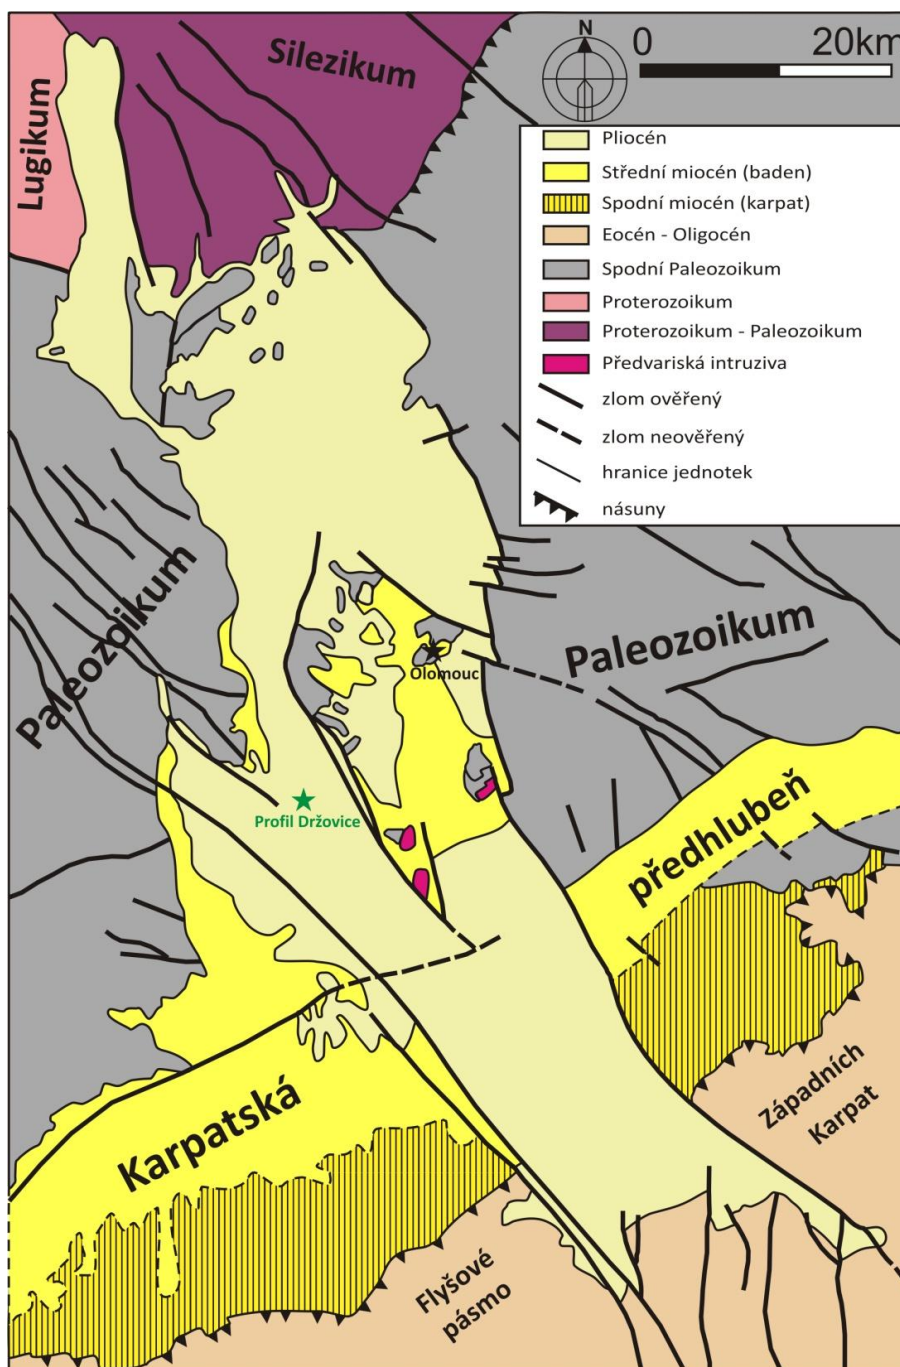 Silezikum
Lugikum
N
0 20km
Pliocén
Střední miocén (baden)
Spodní miocén (karpat)
Eocén - Oligocén
Spodní Paleozoikum
Proterozoikum
Proterozoikum - Paleozoikum
Předvariská intruziva
zlom ověřený
zlom neověřený
hranice jednotek
násuny
Paleozoikum
Paleozoikum
Olomouc
Profil Držovice
předhlubeň
Karpatská
Západních
Karpat
Flyšové
pásmo